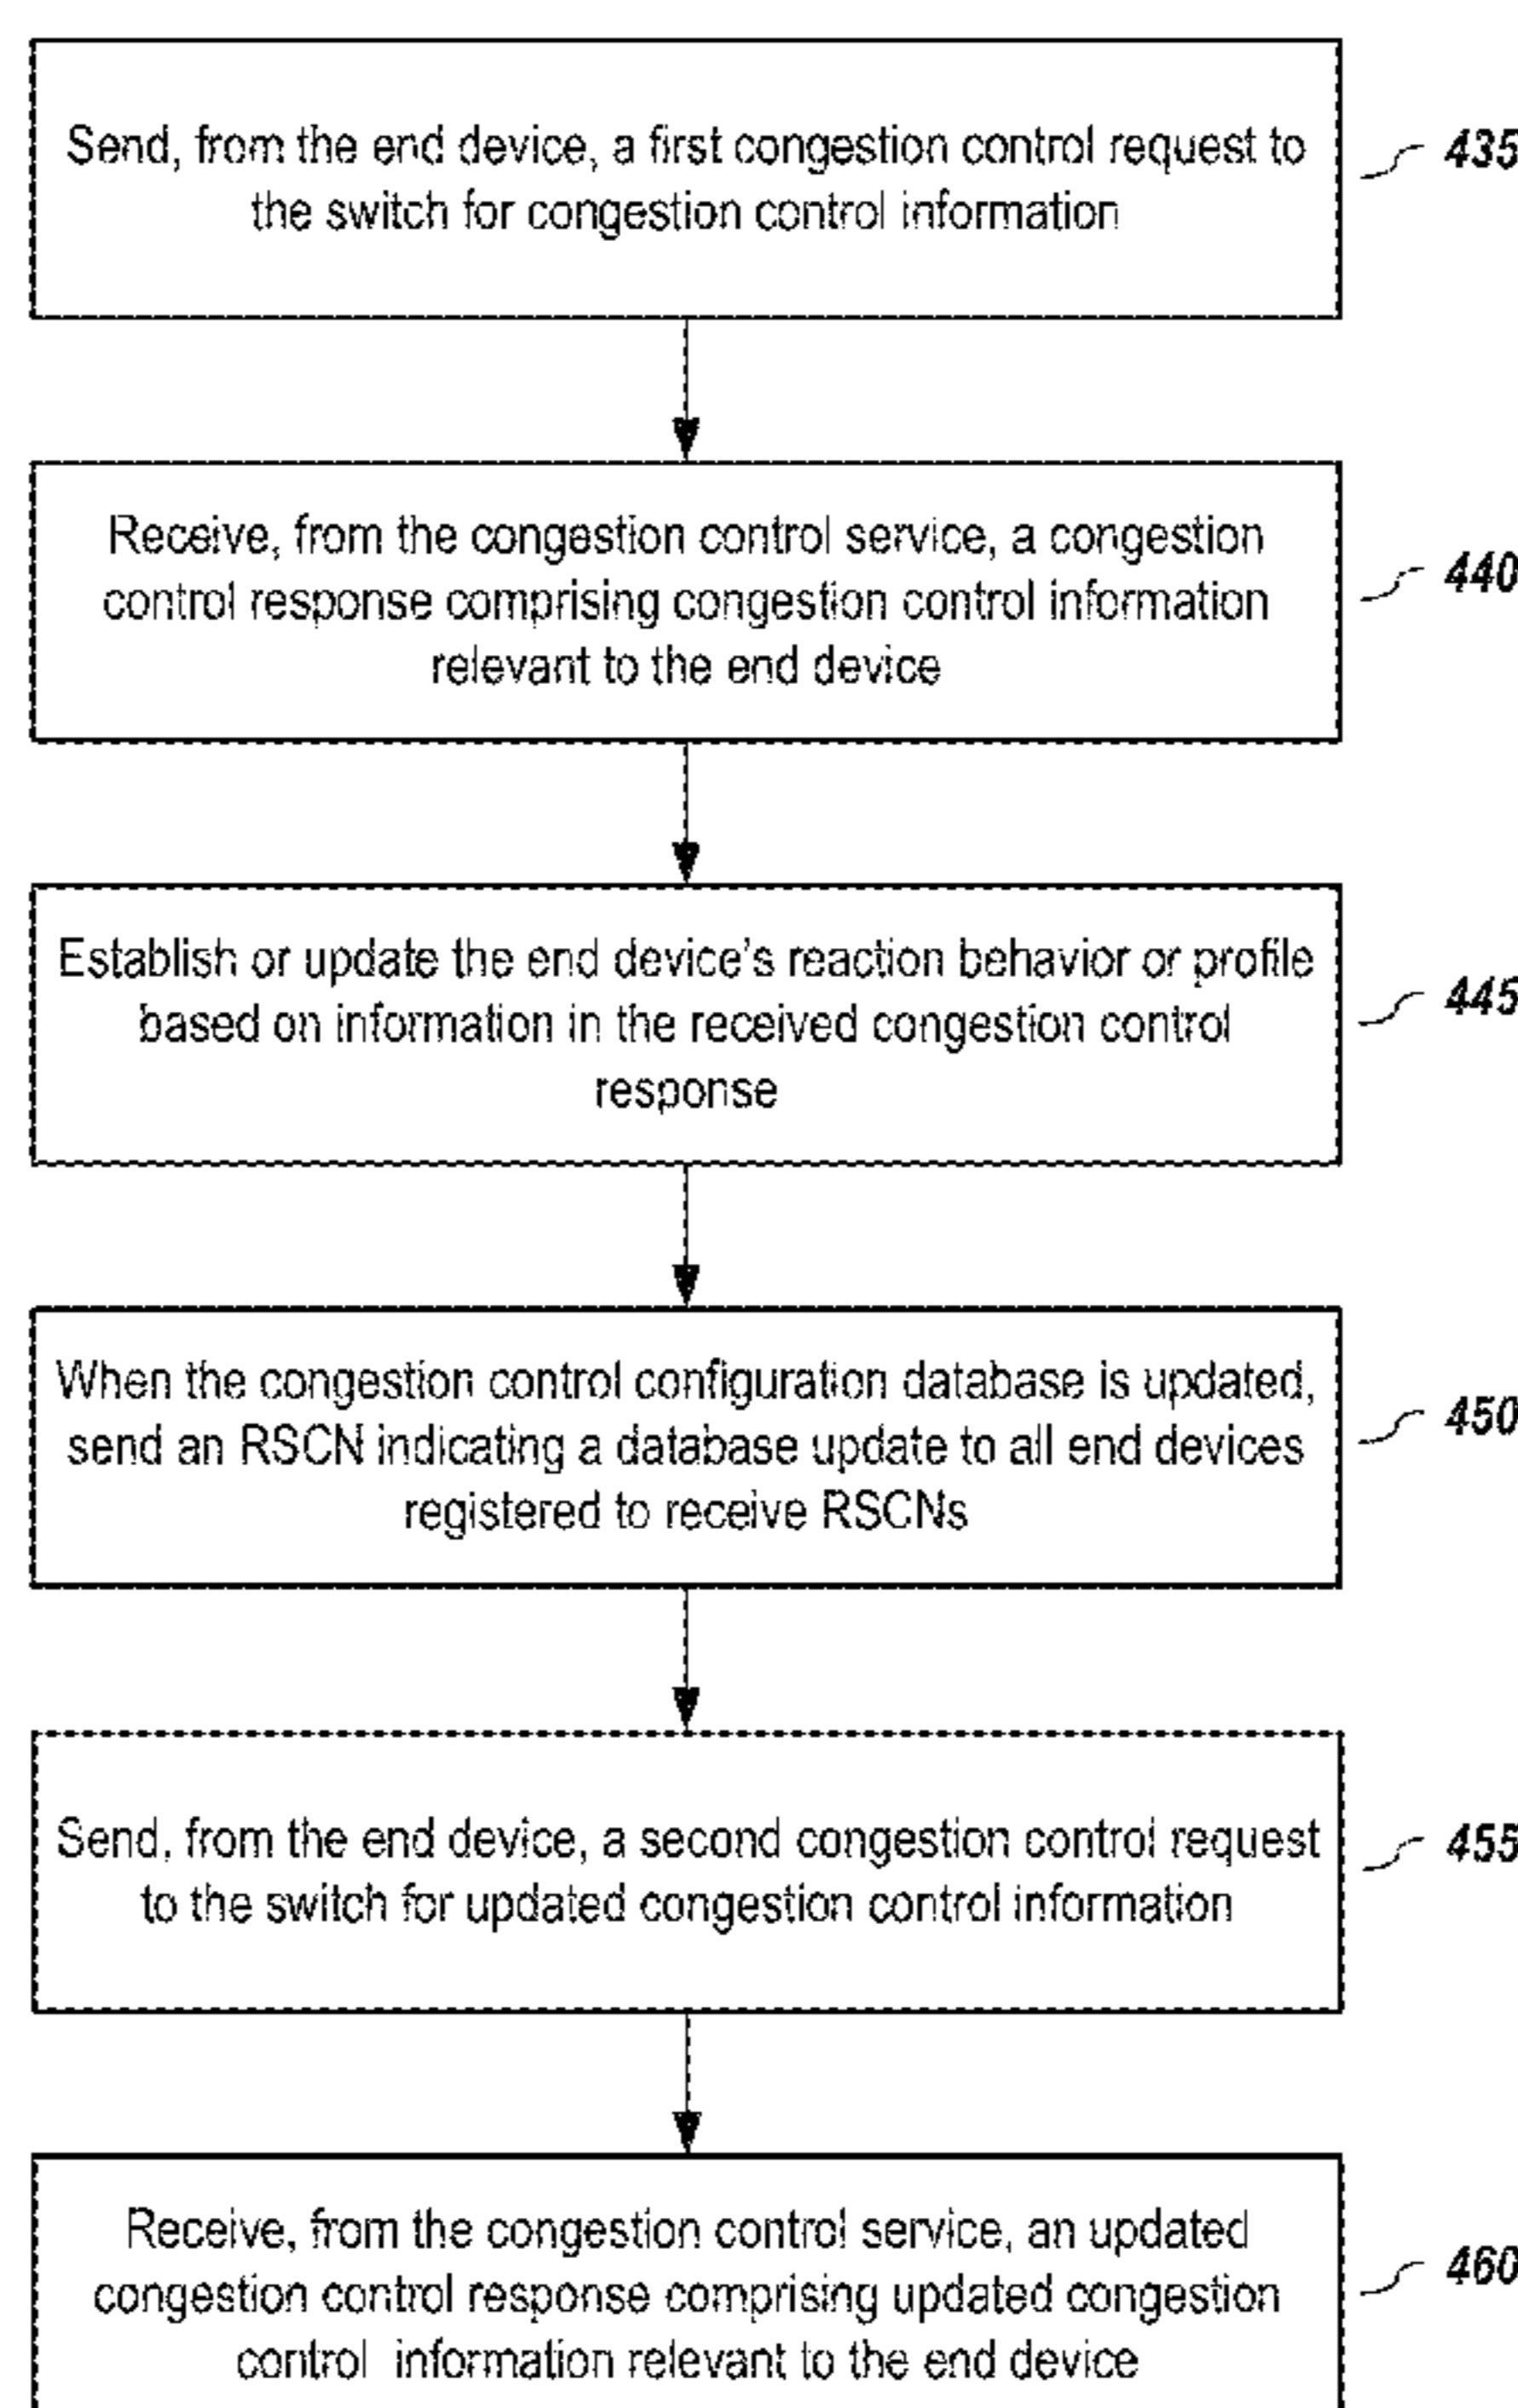 Send, from the end device, a first congestion control request to
the switch for congestion control information
435
Receive, from the congestion control service, a congestion
control response comprising congestion control information
relevant to the end device
440
Establish or update the end device's reaction behavior or profile
based on information in the received congestion control
response
445
When the congestion control configuration database is updated,
send an RSCN indicating a database update to all end devices
registered to receive RSCNs
450
Send, from the end device, a second congestion control request
to the switch for updated congestion control information
455
Receive, from the congestion control service, an updated
congestion control response comprising updated congestion
control information relevant to the end device
460